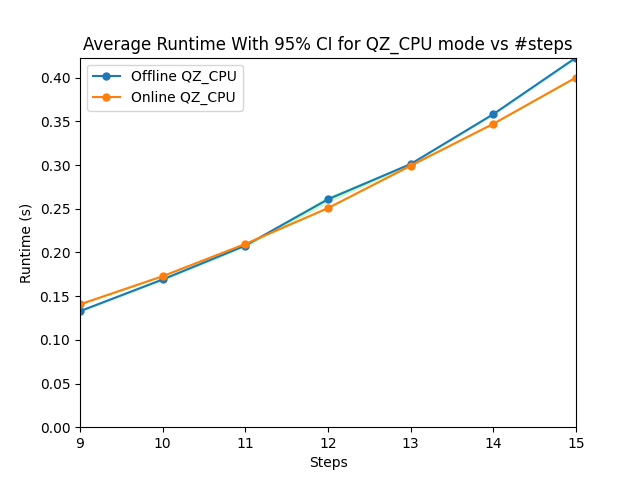 Average Runtime With 95% CI for QZ_CPU mode vs #steps
Offline QZ_CPU
Online QZ_CPU
0.40
0.35
0.30
0.25
0.20
0.15
0.10
0.05
0.00
Runtime (s)
9 10 11 12 13 14 15
Steps